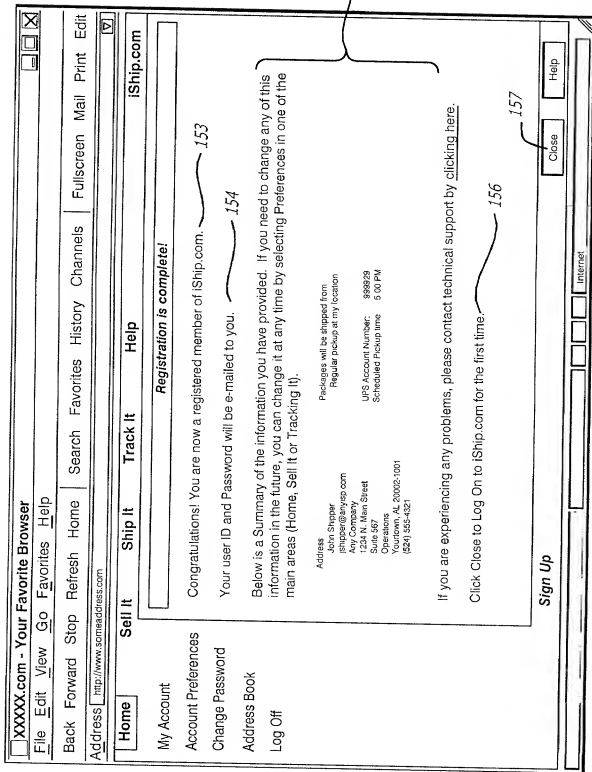 XXXXX.com - Your Favorite Browser
File Edit View Go Favorites Help
Back Forward Stop Refresh Home Search Favorites History Channels Fullscreen Mail Print Edit
Address http://www.someaddress.com
Home Sell It Ship It Track It Help iShip.com
My Account
Account Preferences
Change Password
Address Book
Log Off
Registration is complete!
Congratulations! You are now a registered member of iShip.com. 153
Your user ID and Password will be e-mailed to you. 154
Below is a Summary of the information you have provided. If you need to change any of this
information in the future, you can change it at any time by selecting Preferences in one of the
main areas (Home, Sell It or Tracking It).
Address
John Shipper
jshipper@anyisp.com
Any Company
1234 N. Main Street
Suite 567
Operations
Yourtown, AL 20002-1001
(524) 555-4321
Packages will be shipped from
Regular pickup at my location
UPS Account Number: 999929
Scheduled Pickup time 5 00 PM
If you are experiencing any problems, please contact technical support by clicking here.
Click Close to Log On to iShip.com for the first time. 156
157
Sign Up
Close Help
Internet